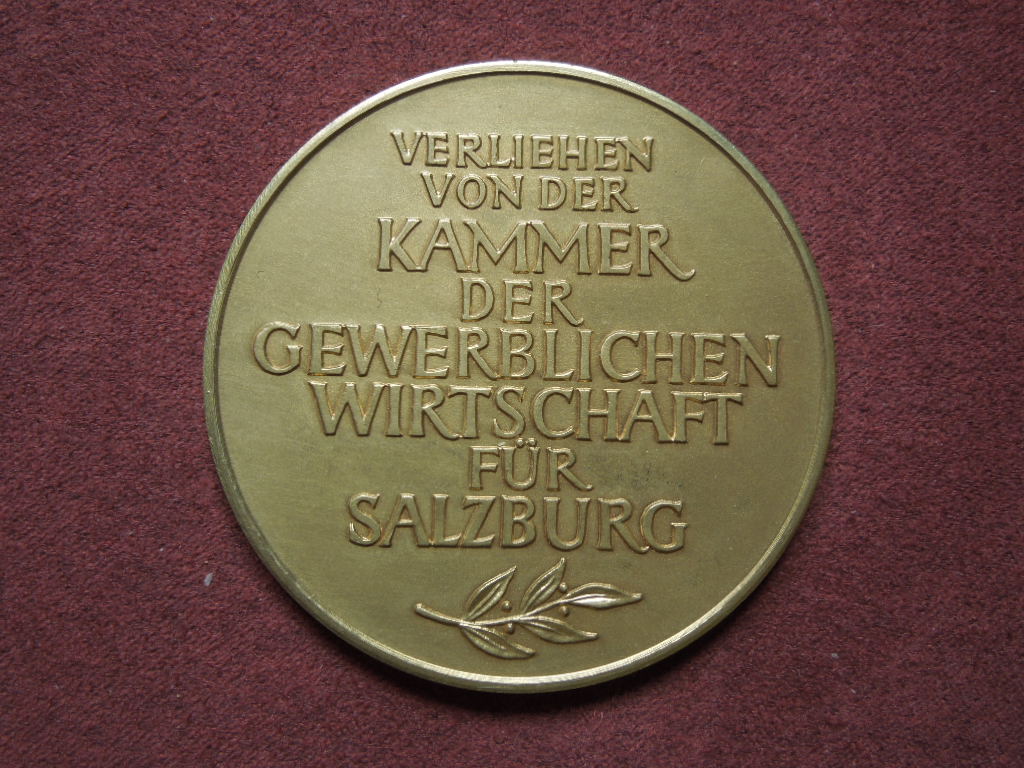 VERLIEHEN
VON DER
KAMMER
DER
GEWERBLICHEN
WIRTSCHAFT
FÜR
SALZBURG